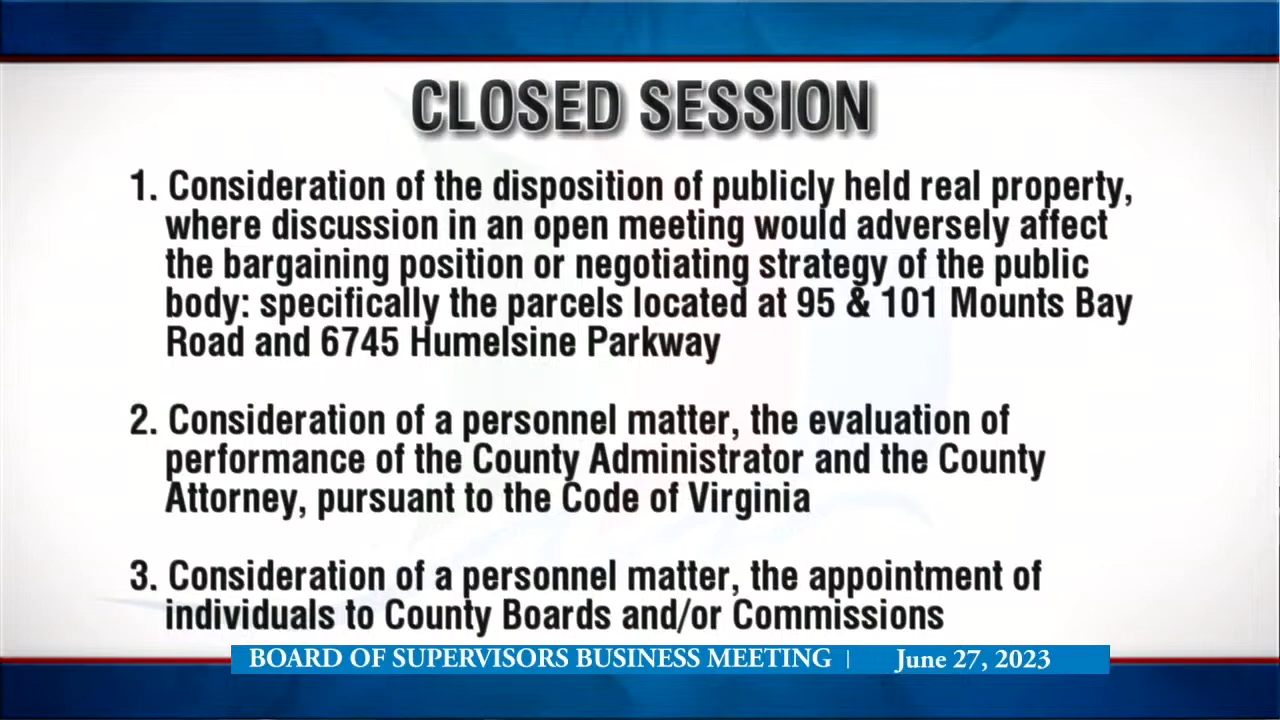 CLOSED SESSION
1. Consideration of the disposition of publicly held real property,
where discussion in an open meeting would adversely affect
the bargaining position or negotiating strategy of the public
body: specifically the parcels located at 95 & 101 Mounts Bay
Road and 6745 Humelsine Parkway
2. Consideration of a personnel matter, the evaluation of
performance of the County Administrator and the County
Attorney, pursuant to the Code of Virginia
3. Consideration of a personnel matter, the appointment of
individuals to County Boards and/or Commissions
BOARD OF SUPERVISORS BUSINESS MEETING | June 27, 2023